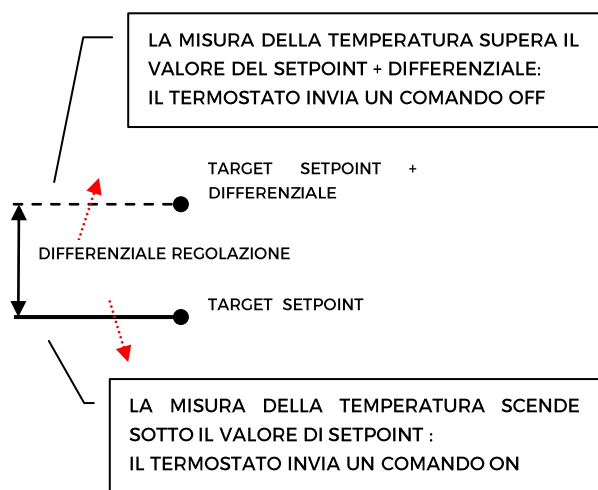 LA MISURA DELLA TEMPERATURA SUPERA IL
VALORE DEL SETPOINT + DIFFERENZIALE:
IL TERMOSTATO INVIA UN COMANDO OFF
TARGET SETPOINT +
DIFFERENZIALE
DIFFERENZIALE REGOLAZIONE
TARGET SETPOINT
LA MISURA DELLA TEMPERATURA SCENDE
SOTTO IL VALORE DI SETPOINT :
IL TERMOSTATO INVIA UN COMANDO ON